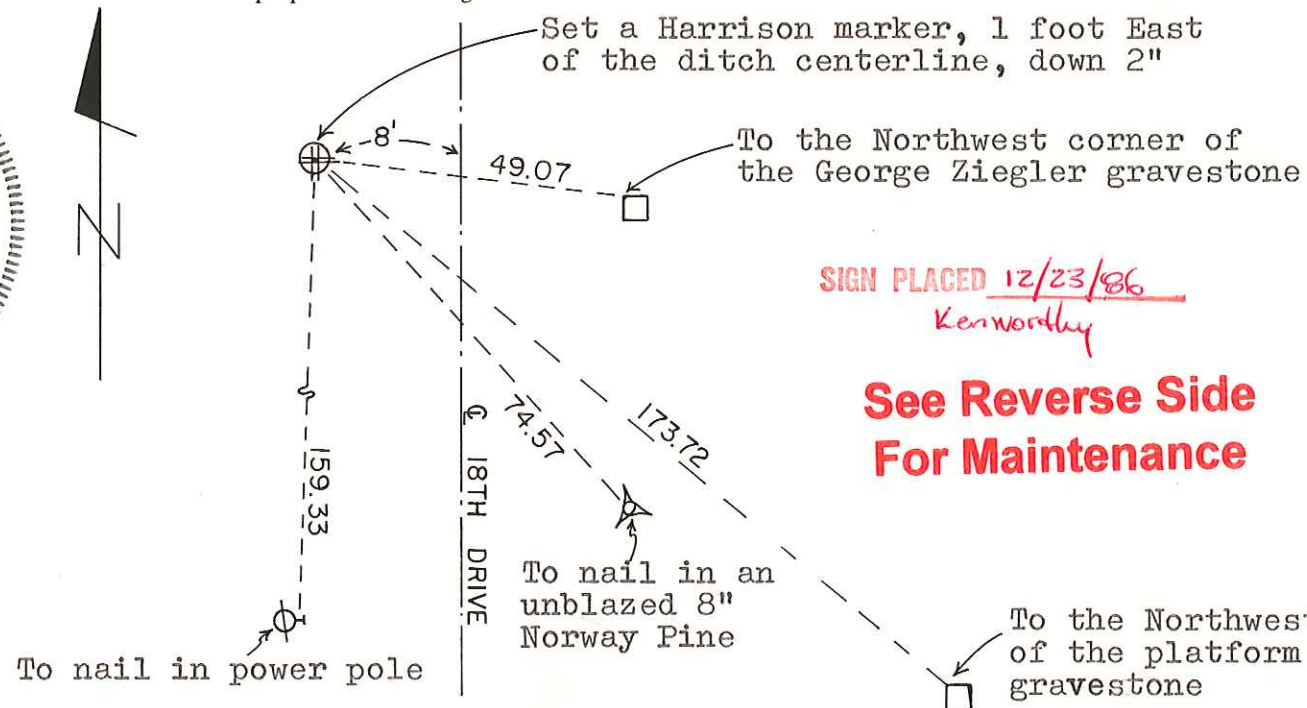 Set a Harrison marker, 1 foot East
of the ditch centerline, down 2"
8'
49.07
To the Northwest corner of
the George Ziegler gravestone
N
SIGN PLACED 12/23/86
Kenworthy
See Reverse Side
For Maintenance
74.57
173.72
159.33
℄ 18TH DRIVE
To nail in an
unblazed 8"
Norway Pine
To nail in power pole
To the Northwes
of the platform
gravestone